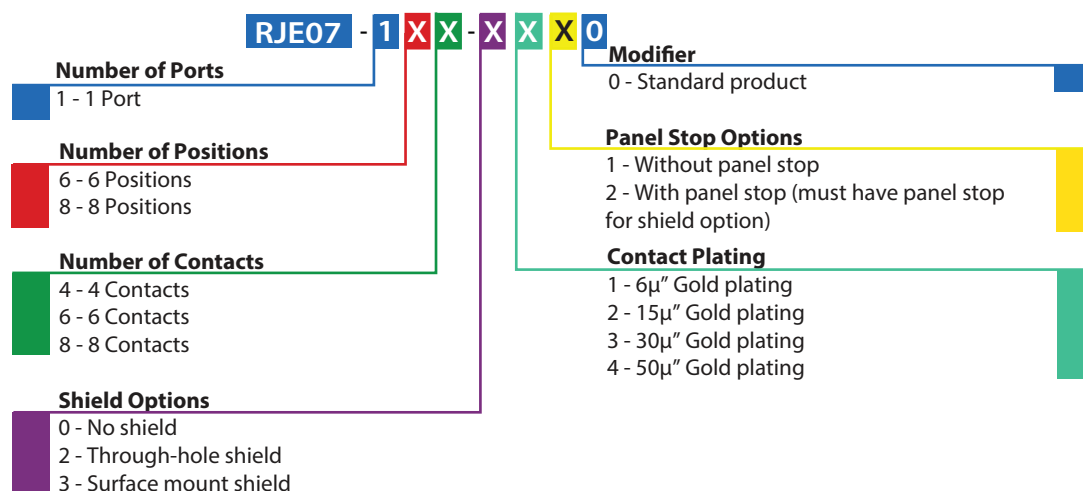 RJE07 - 1 X X - X X X 0
Number of Ports
1 - 1 Port
Number of Positions
6 - 6 Positions
8 - 8 Positions
Number of Contacts
4 - 4 Contacts
6 - 6 Contacts
8 - 8 Contacts
Shield Options
0 - No shield
2 - Through-hole shield
3 - Surface mount shield
Modifier
0 - Standard product
Panel Stop Options
1 - Without panel stop
2 - With panel stop (must have panel stop
for shield option)
Contact Plating
1 - 6µ” Gold plating
2 - 15µ” Gold plating
3 - 30µ” Gold plating
4 - 50µ” Gold plating